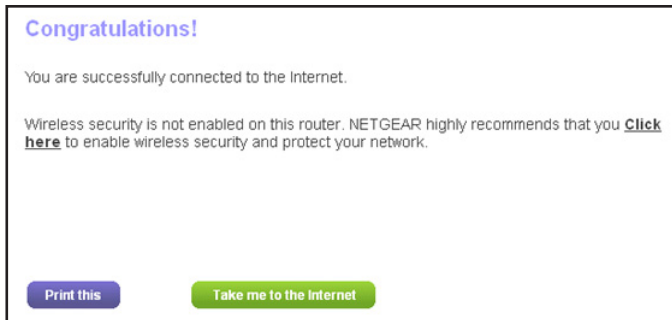 Congratulations!
You are successfully connected to the Internet.
Wireless security is not enabled on this router. NETGEAR highly recommends that you Click
here to enable wireless security and protect your network.
Print this
Take me to the Internet